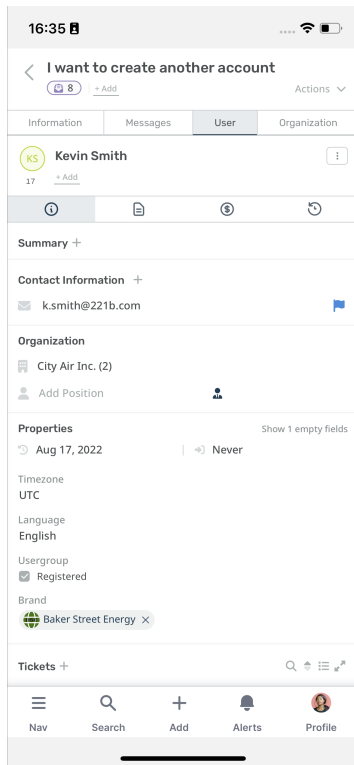 16:35
I want to create another account
8
+ Add
Actions
Information
Messages
User
Organization
KS
Kevin Smith
17
+ Add
Summary +
Contact Information +
k.smith@221b.com
Organization
City Air Inc. (2)
Add Position
Properties
Show 1 empty fields
Aug 17, 2022
Never
Timezone
UTC
Language
English
Usergroup
Registered
Brand
Baker Street Energy ×
Tickets +
Nav
Search
Add
Alerts
Profile